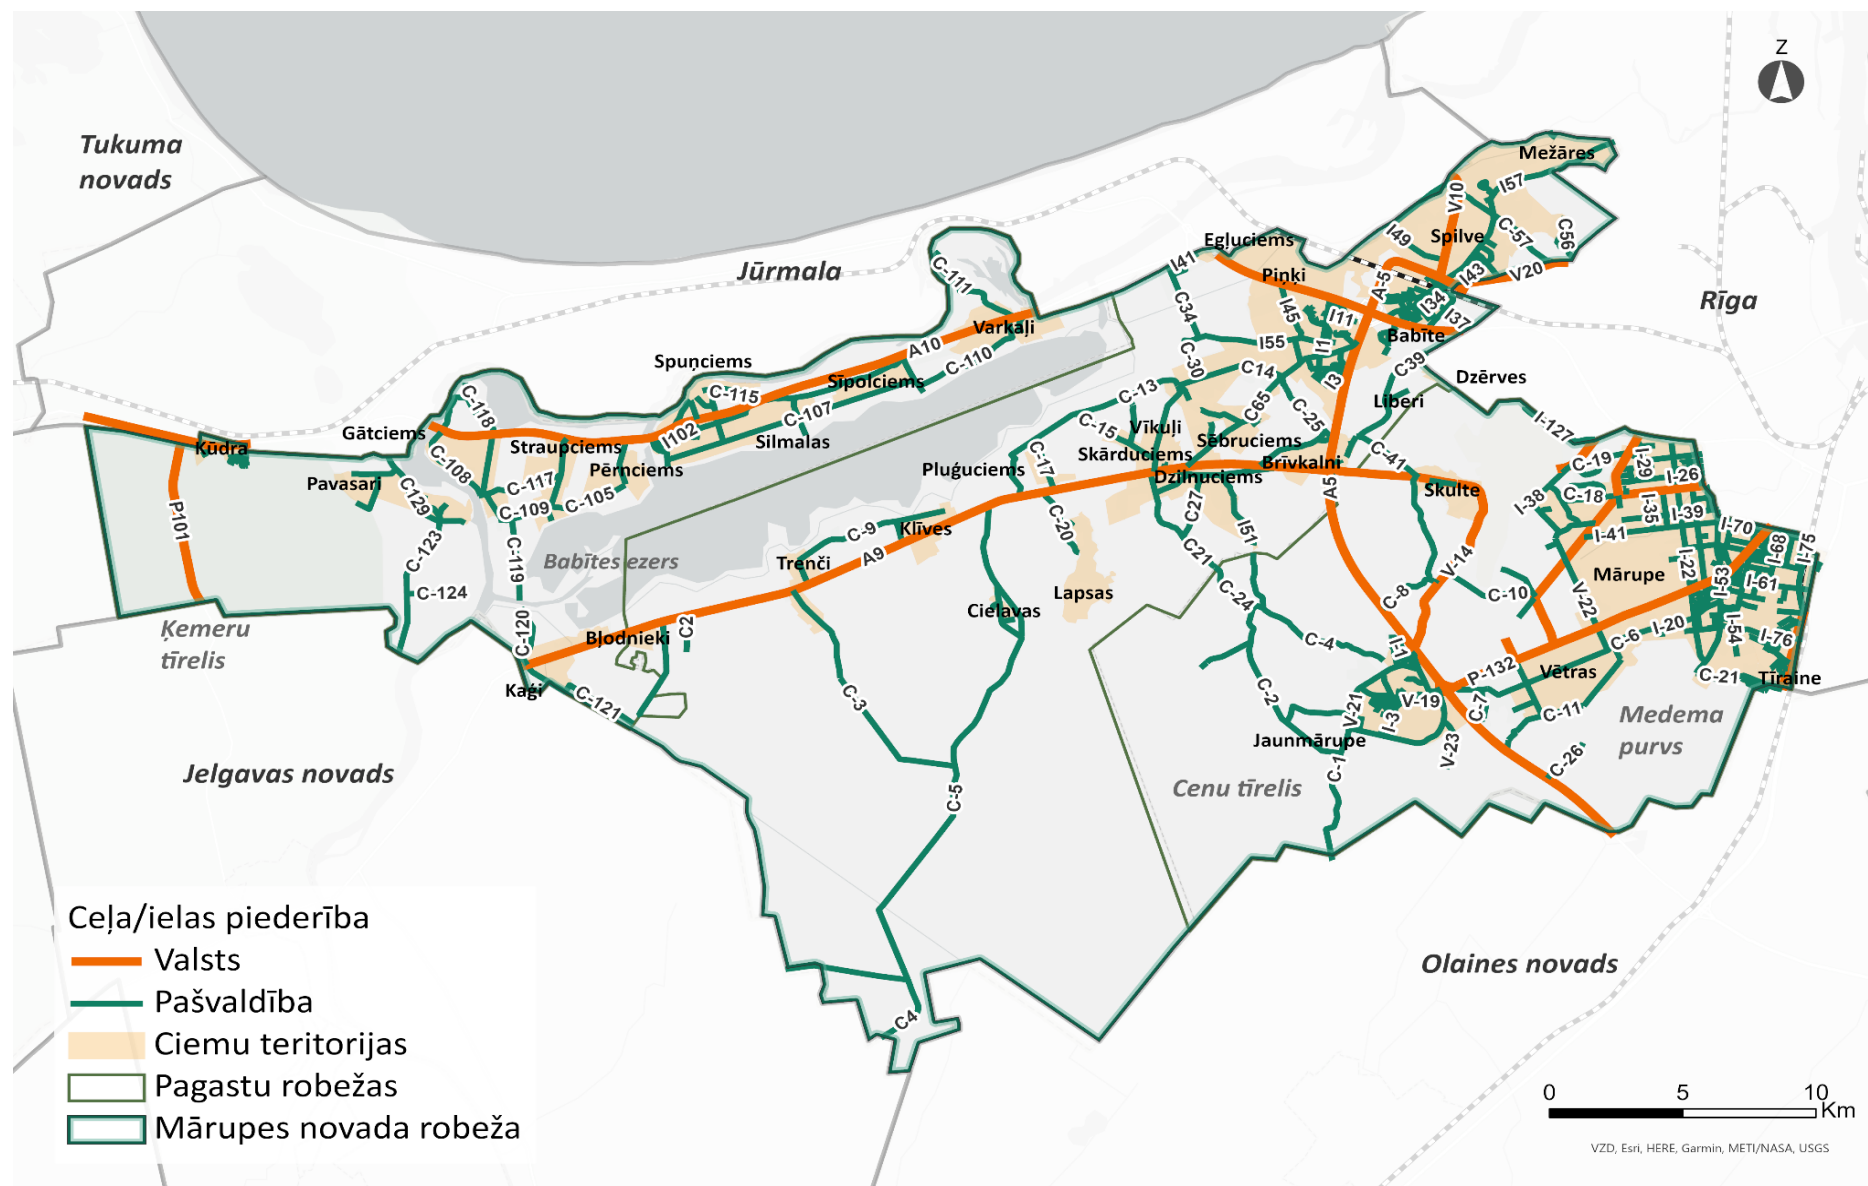 Z
Tukuma
novads
Mežāres
I57
V10
C-57
C56
I49
Spilve
Egļuciems
I41
Jūrmala
C-111
Piņķi
A-5
I43
V20
Rīga
C34
I45
I11
I34
I37
Varkaļi
A10
C-110
I55
I1
Babīte
Spuņciems
Sīpolciems
C-30
C14
I3
C39
Dzērves
C-115
C-107
C-13
C65
C-25
Līberi
C-118
I102
Silmalas
C-15
Vīkuļi
Sēbruciems
I-127
Gātciems
Straupciems
Kūdra
C-108
Pērnciems
Pluģuciems
C-17
Skārduciems
Brīvkalni
C-41
C-19
I-29
I-26
Pavasari
C129
C-117
C-105
C-109
Dzilnuciems
A5
Skulte
I-38
C-18
I-35
I-39
P101
C-9
Klīves
C-20
C27
I51
I-41
I-70
I-68
I-75
C-123
C-119
Babītes ezers
Trenči
A9
C21
V-14
Mārupe
I-22
I-53
I-61
C-124
Cielavas
Lapsas
C-24
C-8
C-10
V-22
Ķemeru
tīrelis
C-120
Bļodnieki
C2
C-4
I-1
C-6
I-20
I-54
I-76
Kaģi
C-121
C-3
C-2
V-21
I-3
V-19
P-132
C-7
Vētras
C-21
Tīraine
C-11
Medema
purvs
Jaunmārupe
V-23
C-1
C-26
Jelgavas novads
C-5
Cenu tīrelis
Olaines novads
C4
Ceļa/ielas piederība
Valsts
Pašvaldība
Ciemu teritorijas
Pagastu robežas
Mārupes novada robeža
0 5 10
Km
VZD, Esri, HERE, Garmin, METI/NASA, USGS